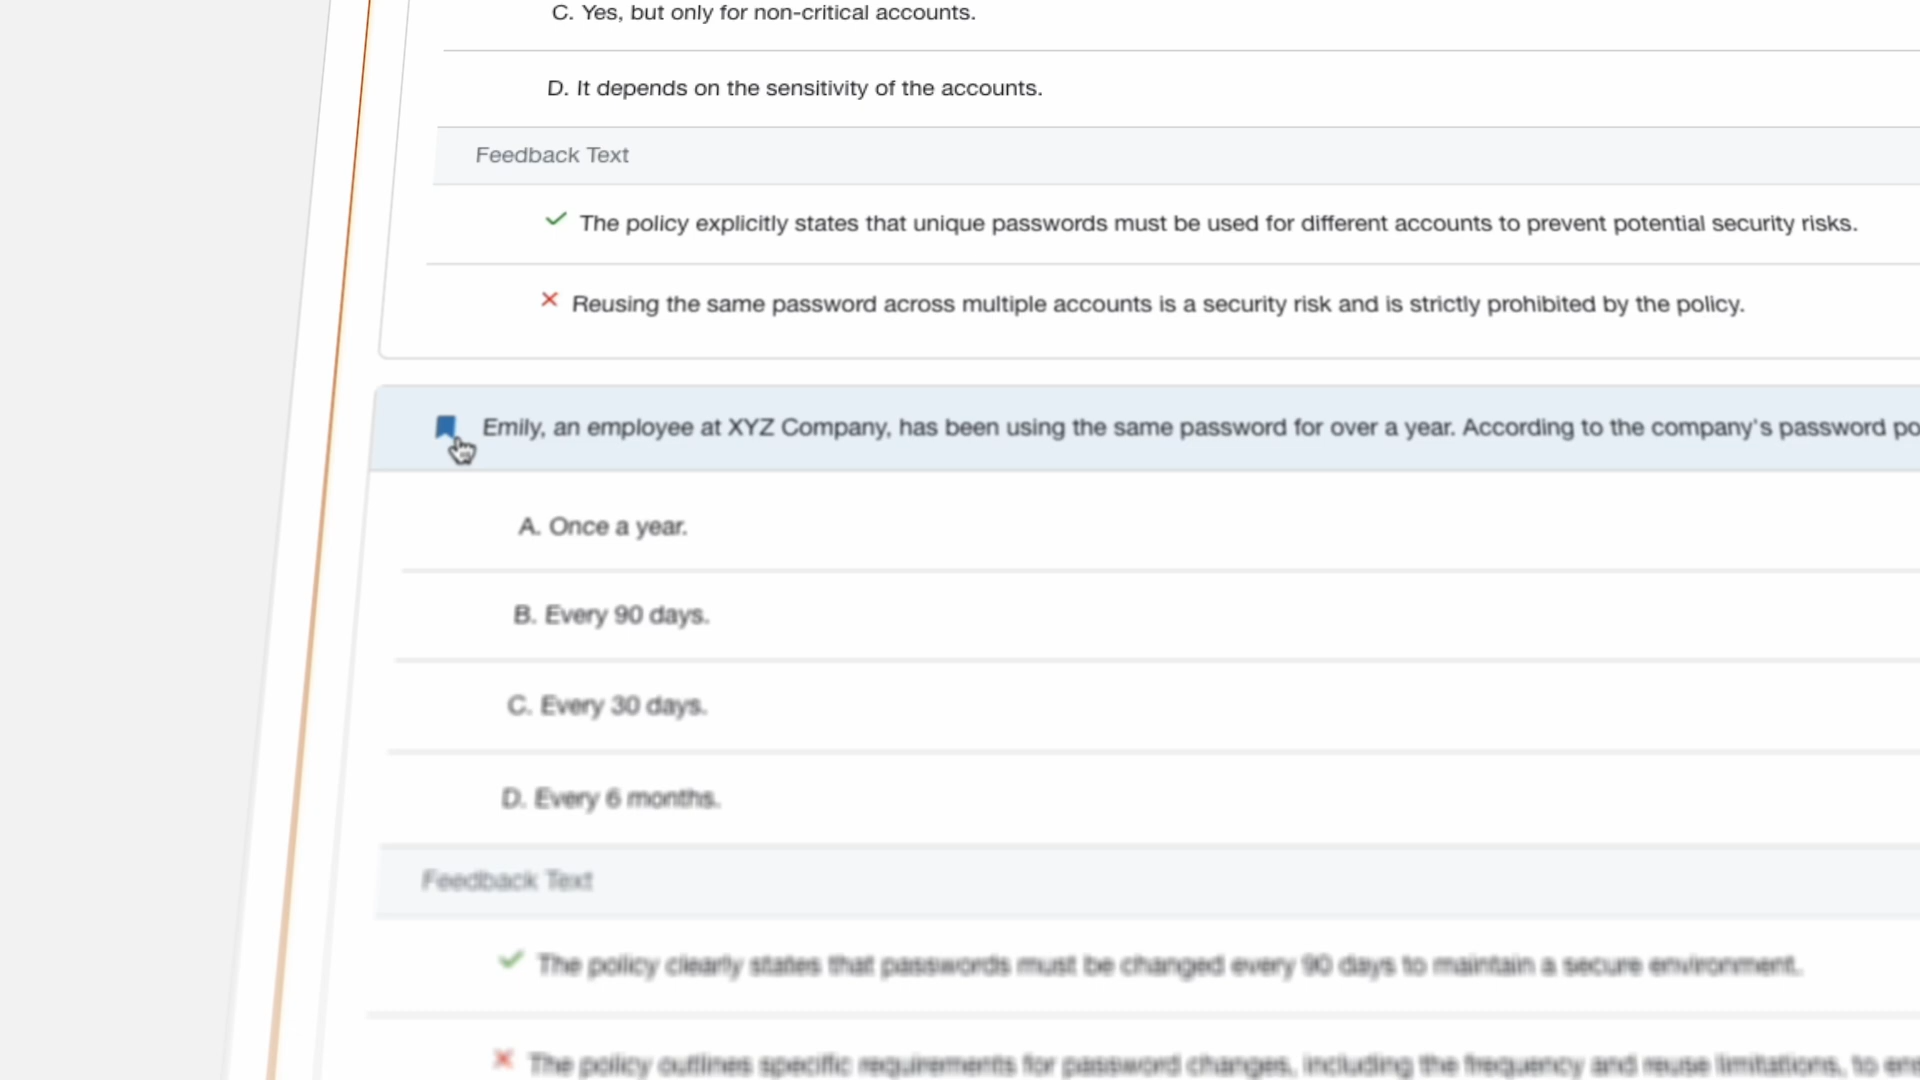 C. Yes, but only for non-critical accounts.
D. It depends on the sensitivity of the accounts.
Feedback Text
The policy explicitly states that unique passwords must be used for different accounts to prevent potential security risks.
Reusing the same password across multiple accounts is a security risk and is strictly prohibited by the policy.
Emily, an employee at XYZ Company, has been using the same password for over a year. According to the company's password po
A. Once a year.
B. Every 90 days.
C. Every 30 days.
D. Every 6 months.
Feedback Text
The policy clearly states that passwords must be changed every 90 days to maintain a secure environment.
The policy outlines specific requirements for password changes, including the frequency and reuse limitations, to en